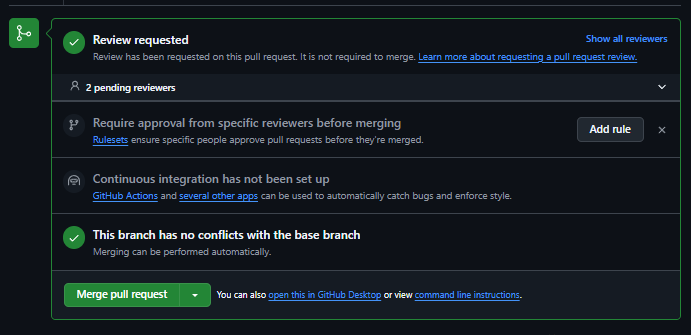 Review requested
Show all reviewers
Review has been requested on this pull request. It is not required to merge. Learn more about requesting a pull request review.
2 pending reviewers
Require approval from specific reviewers before merging
Add rule
Rulesets ensure specific people approve pull requests before they're merged.
Continuous integration has not been set up
GitHub Actions and several other apps can be used to automatically catch bugs and enforce style.
This branch has no conflicts with the base branch
Merging can be performed automatically.
Merge pull request
You can also open this in GitHub Desktop or view command line instructions.